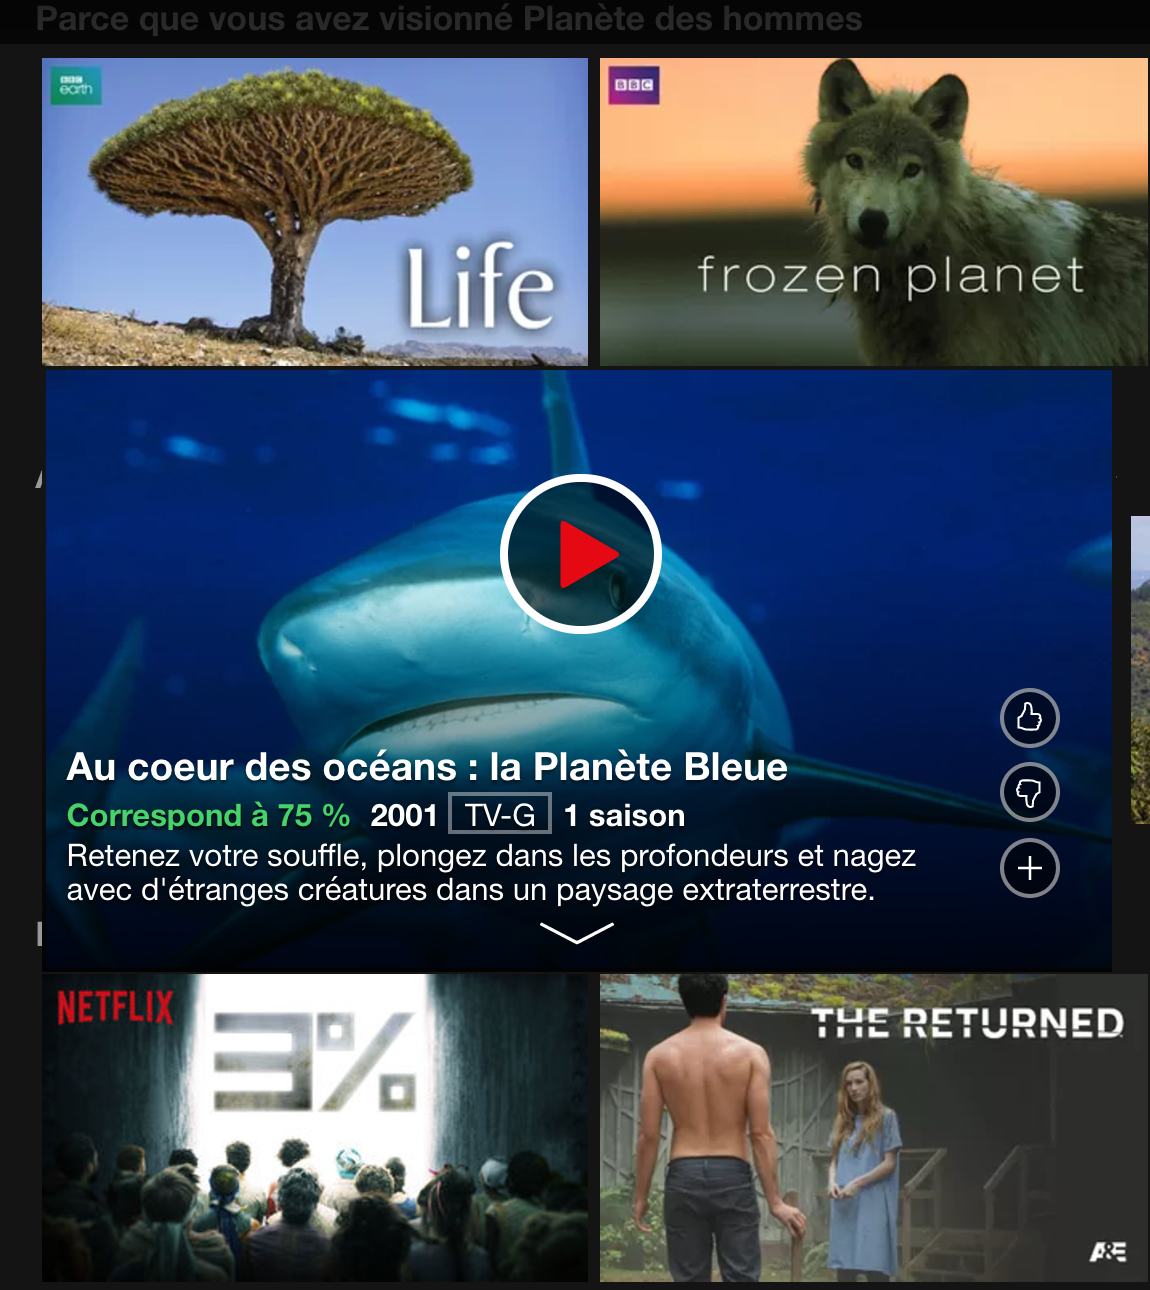 Parce que vous avez visionné Planète des hommes
BBC
earth
Life
BBC
frozen planet
Au coeur des océans : la Planète Bleue
Correspond à 75 % 2001 TV-G 1 saison
Retenez votre souffle, plongez dans les profondeurs et nagez
avec d'étranges créatures dans un paysage extraterrestre.
NETFLIX
3%
THE RETURNED
A&E